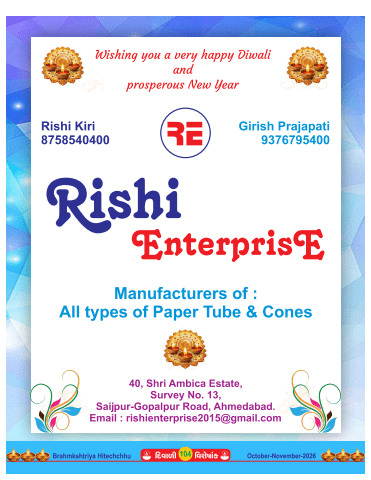 Wishing you a very happy Diwali
and
prosperous New Year
Rishi Kiri
8758540400
RE
Girish Prajapati
9376795400
Rishi
EnterprisE
Manufacturers of :
All types of Paper Tube & Cones
40, Shri Ambica Estate,
Survey No. 13,
Saijpur-Gopalpur Road, Ahmedabad.
Email : rishienterprise2015@gmail.com
Brahmkshtriya Hitechchhu દિવાળી 104 વિશેષાંક October-November-2026